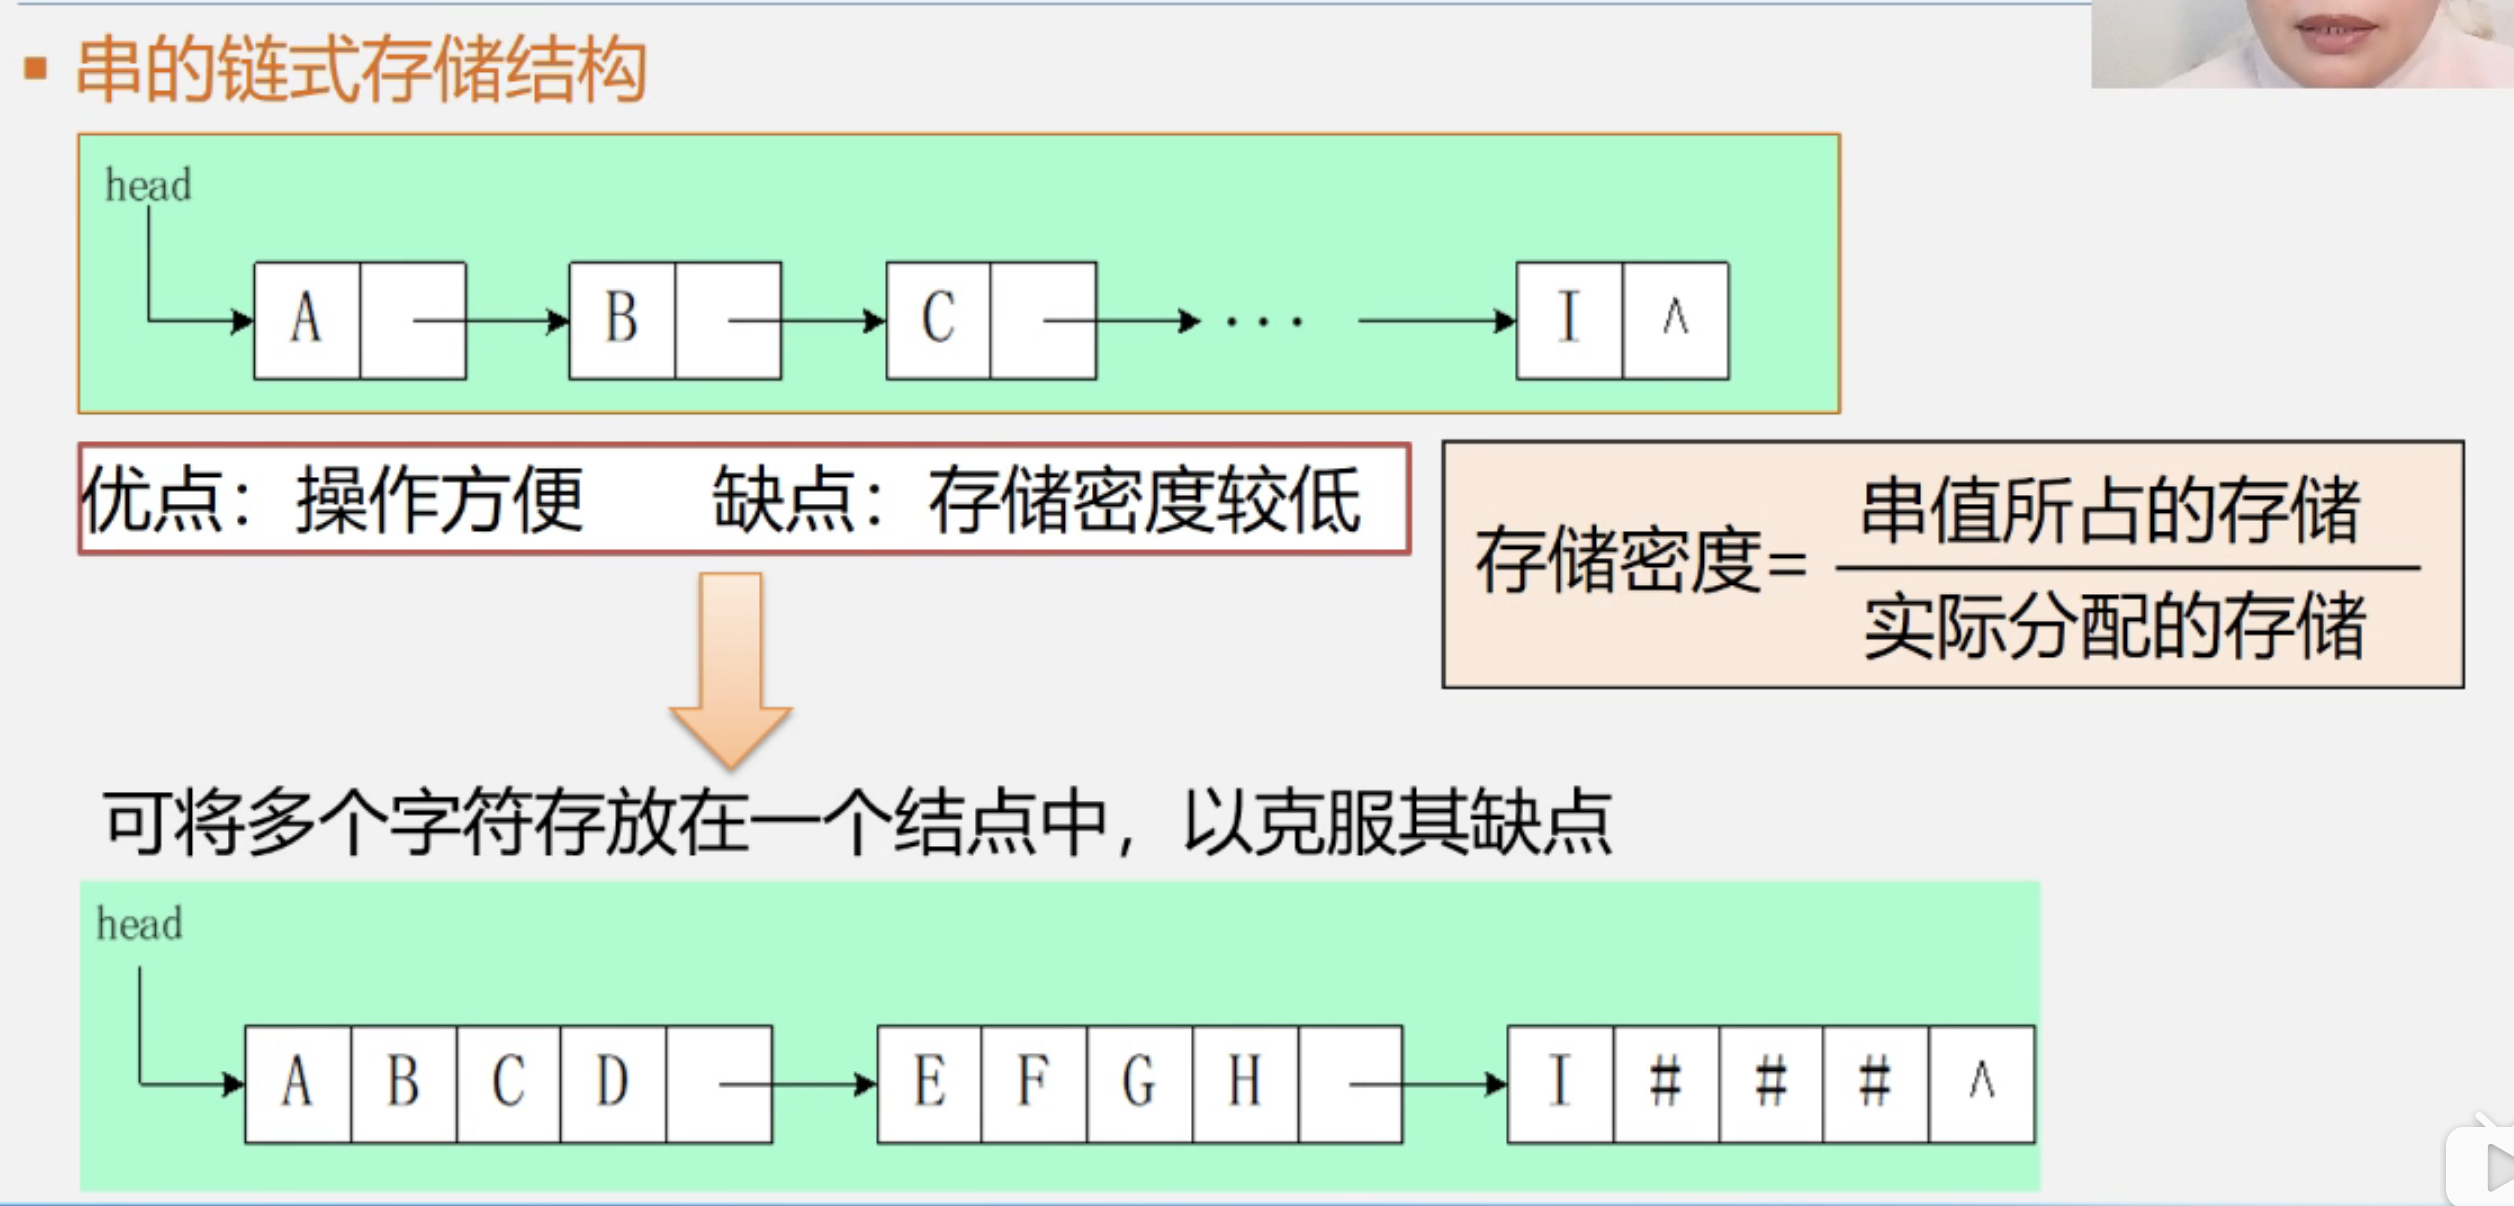 串的链式存储结构
head
A B C ··· I ∧
优点：操作方便 缺点：存储密度较低
存储密度=
串值所占的存储
实际分配的存储
可将多个字符存放在一个结点中，以克服其缺点
head
A B C D E F G H I # # # ∧